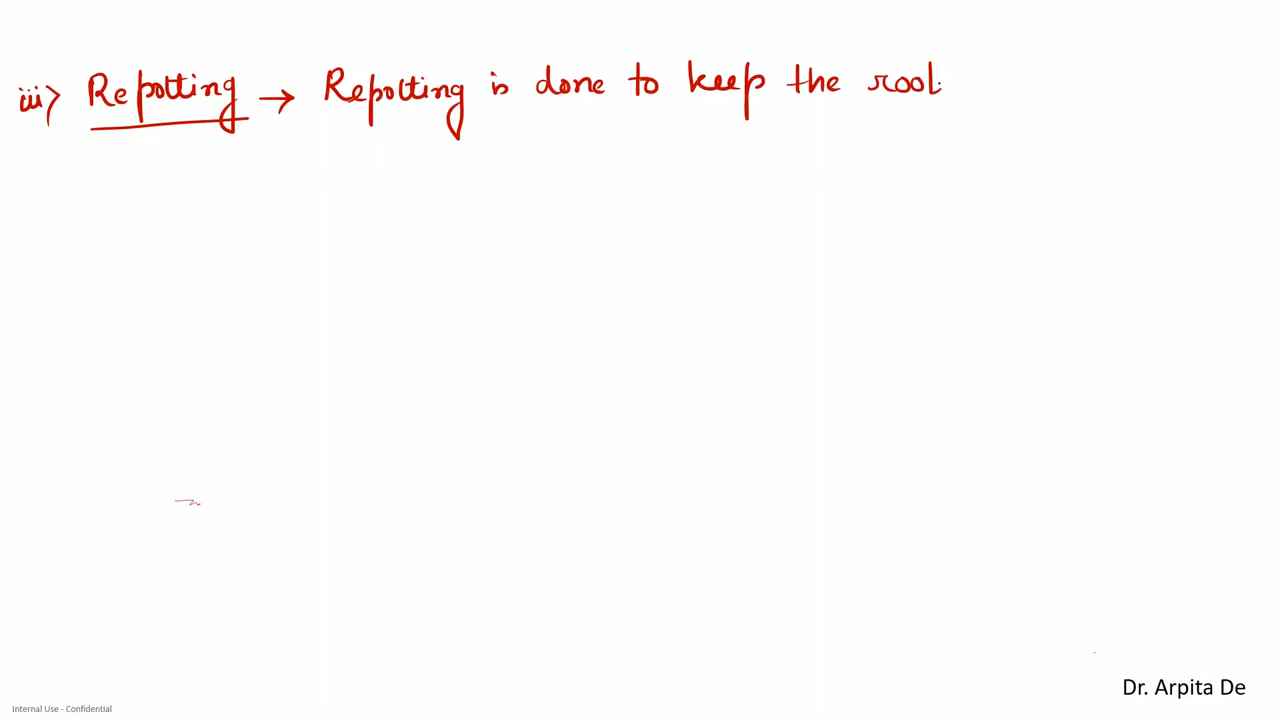 iii) Repotting → Repotting is done to keep the root
Dr. Arpita De
Internal Use - Confidential